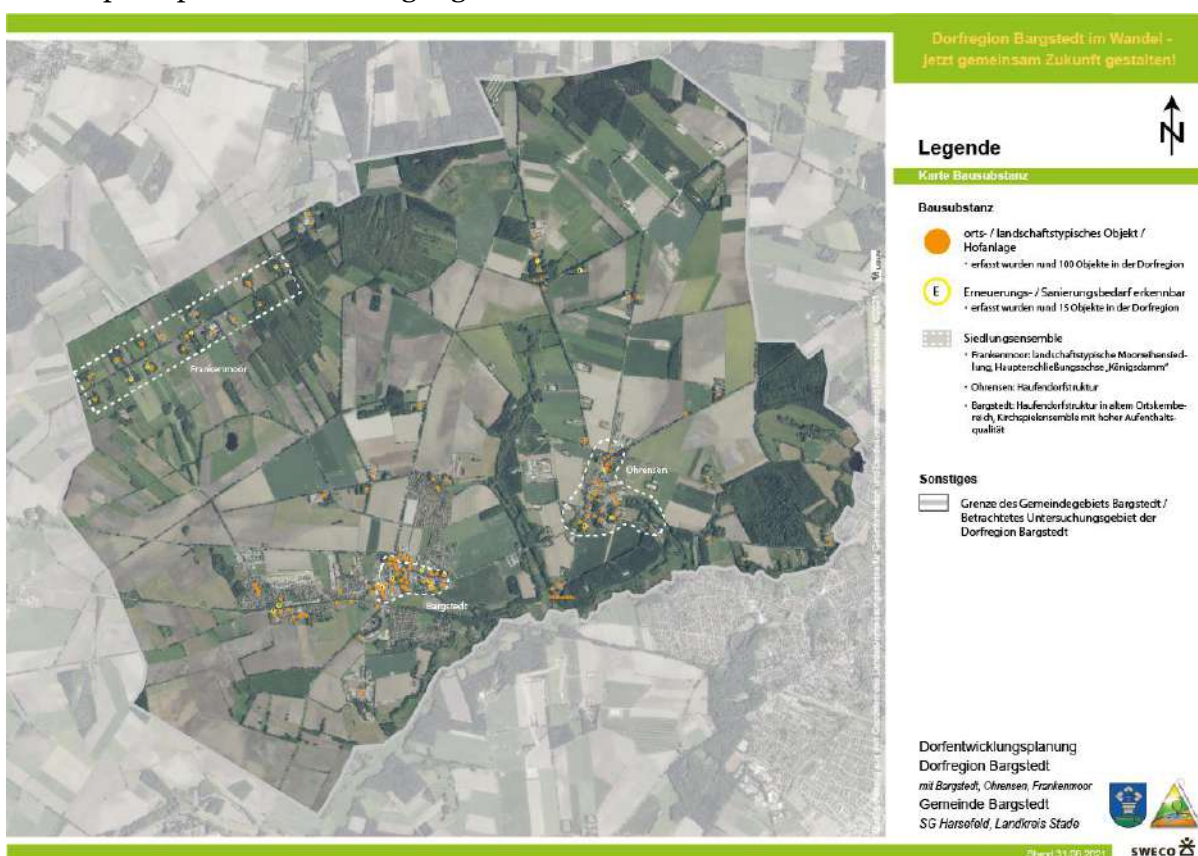 Dorfregion Bargstedt im Wandel -
jetzt gemeinsam Zukunft gestalten!
N
Legende
Karte Bausubstanz
Bausubstanz
orts- / landschaftstypisches Objekt /
Hofanlage
• erfasst wurden rund 100 Objekte in der Dorfregion
E
Erneuerungs- / Sanierungsbedarf erkennbar
• erfasst wurden rund 15 Objekte in der Dorfregion
Siedlungsensemble
• Frankenmoor: landschaftstypische Moorreihensied-
lung, Haupterschließungsachse „Königsdamm"
• Ohrensen: Haufendorfstruktur
• Bargstedt: Haufendorfstruktur in altem Ortskernbe-
reich, Kirchspielensemble mit hoher Aufenthalts-
qualität
Sonstiges
Grenze des Gemeindegebiets Bargstedt /
Betrachtetes Untersuchungsgebiet der
Dorfregion Bargstedt
Frankenmoor
Ohrensen
Bargstedt
Dorfentwicklungsplanung
Dorfregion Bargstedt
mit Bargstedt, Ohrensen, Frankenmoor
Gemeinde Bargstedt
SG Harsefeld, Landkreis Stade
SWECO